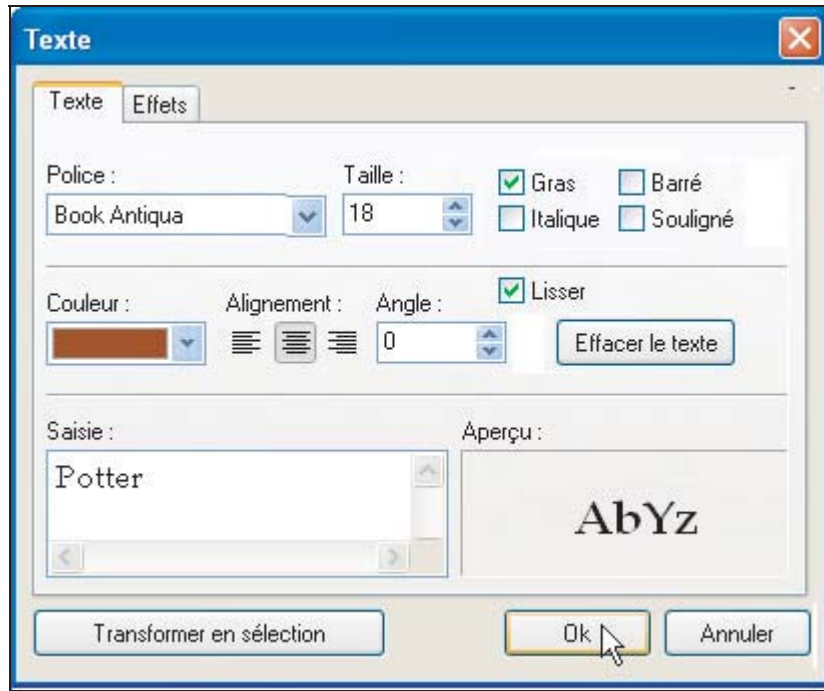 Texte
Texte Effets
Police : Taille :
Book Antiqua 18
Gras Barré
Italique Souligné
Couleur : Alignement : Angle : Lisser
0 Effacer le texte
Saisie : Aperçu :
Potter
AbYz
Transformer en sélection Ok Annuler